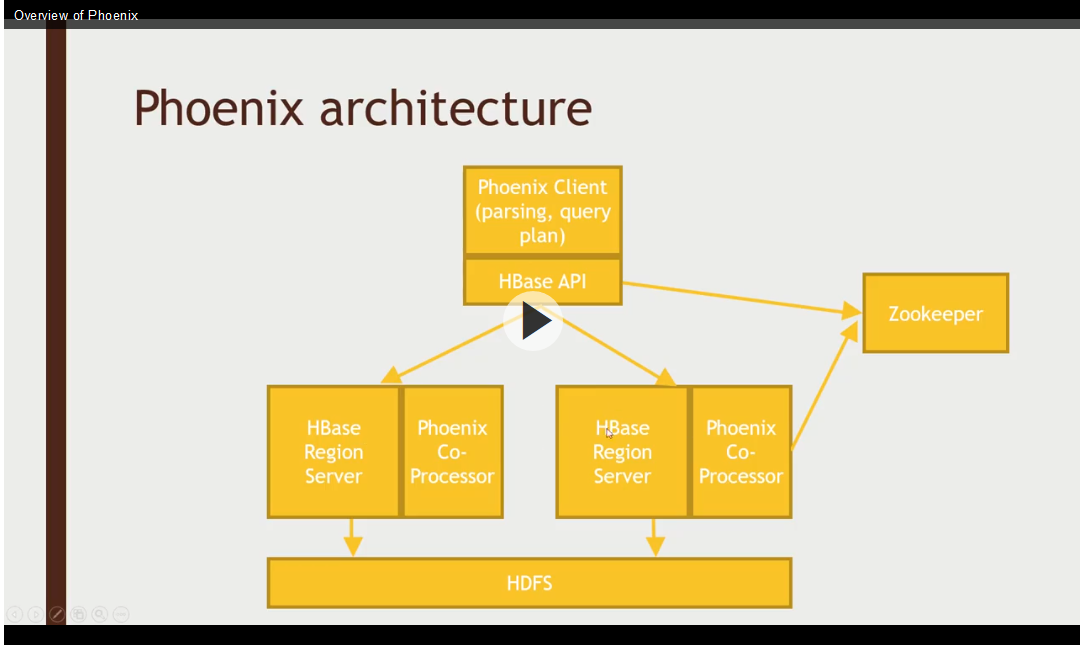 Overview of Phoenix
Phoenix architecture
Phoenix Client
(parsing, query
plan)
HBase API
Zookeeper
HBase
Region
Server
Phoenix
Co-
Processor
HBase
Region
Server
Phoenix
Co-
Processor
HDFS